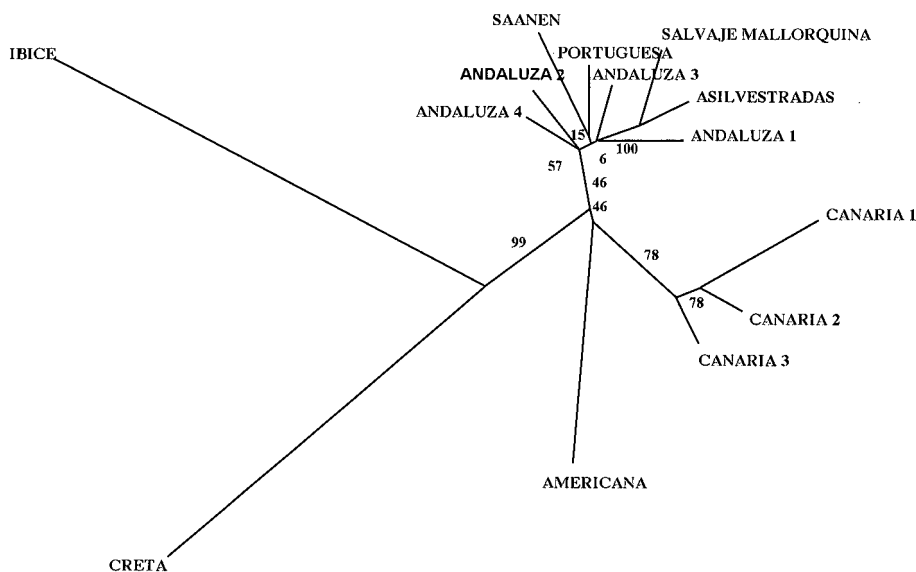 SAANEN
SALVAJE MALLORQUINA
IBICE
PORTUGUESA
ANDALUZA 2
ANDALUZA 3
ASILVESTRADAS
ANDALUZA 4
15
100
ANDALUZA 1
57
6
46
46
CANARIA 1
99
78
78
CANARIA 2
CANARIA 3
AMERICANA
CRETA